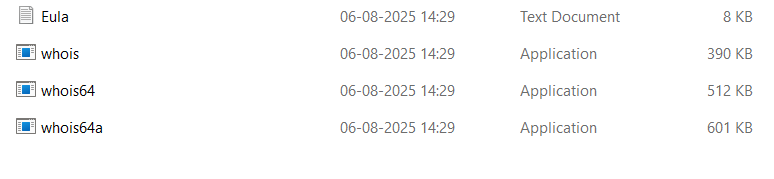 Eula 06-08-2025 14:29 Text Document 8 KB
whois 06-08-2025 14:29 Application 390 KB
whois64 06-08-2025 14:29 Application 512 KB
whois64a 06-08-2025 14:29 Application 601 KB